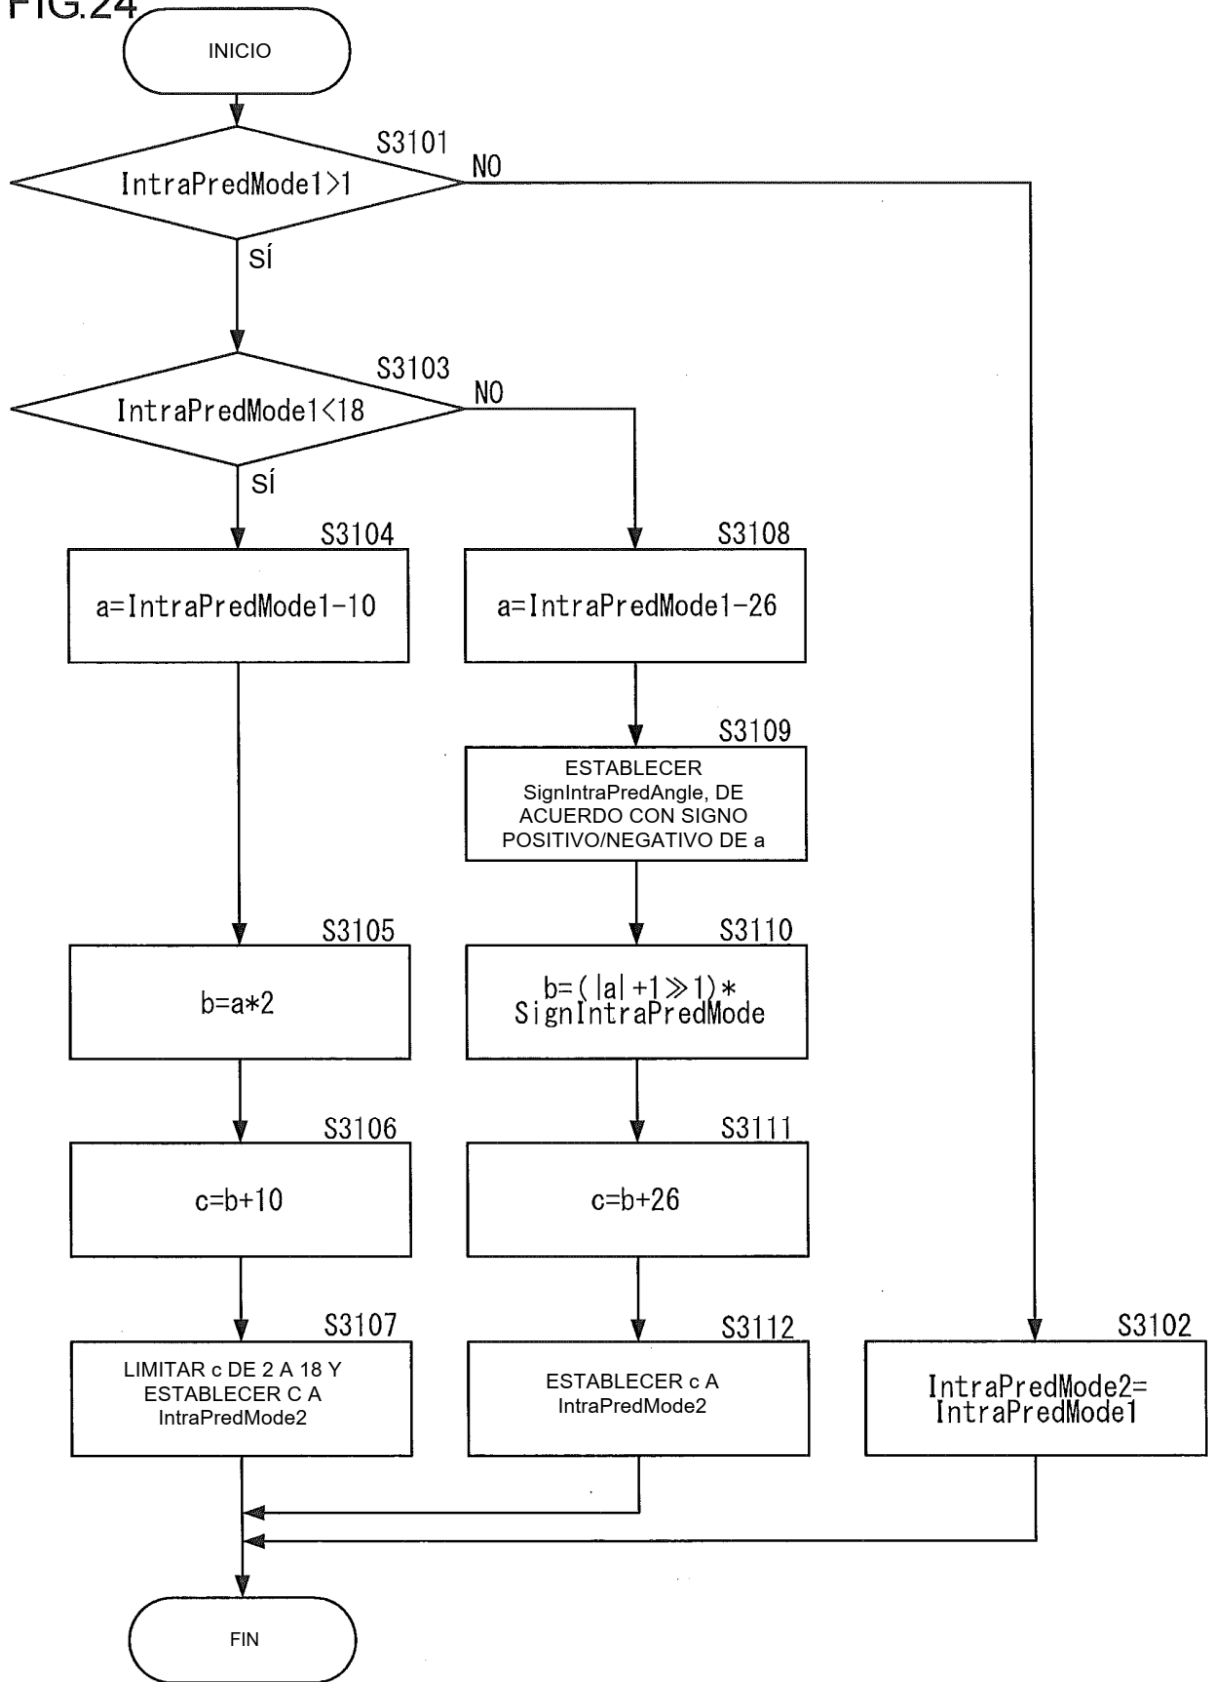 FIG.24
INICIO
S3101
IntraPredMode1>1
NO
SÍ
S3103
IntraPredMode1<18
NO
SÍ
S3104
a=IntraPredMode1-10
S3108
a=IntraPredMode1-26
S3109
ESTABLECER
SignIntraPredAngle, DE
ACUERDO CON SIGNO
POSITIVO/NEGATIVO DE a
S3105
b=a*2
S3110
b=(|a|+1≫1)*
SignIntraPredMode
S3106
c=b+10
S3111
c=b+26
S3107
LIMITAR c DE 2 A 18 Y
ESTABLECER C A
IntraPredMode2
S3112
ESTABLECER c A
IntraPredMode2
S3102
IntraPredMode2=
IntraPredMode1
FIN